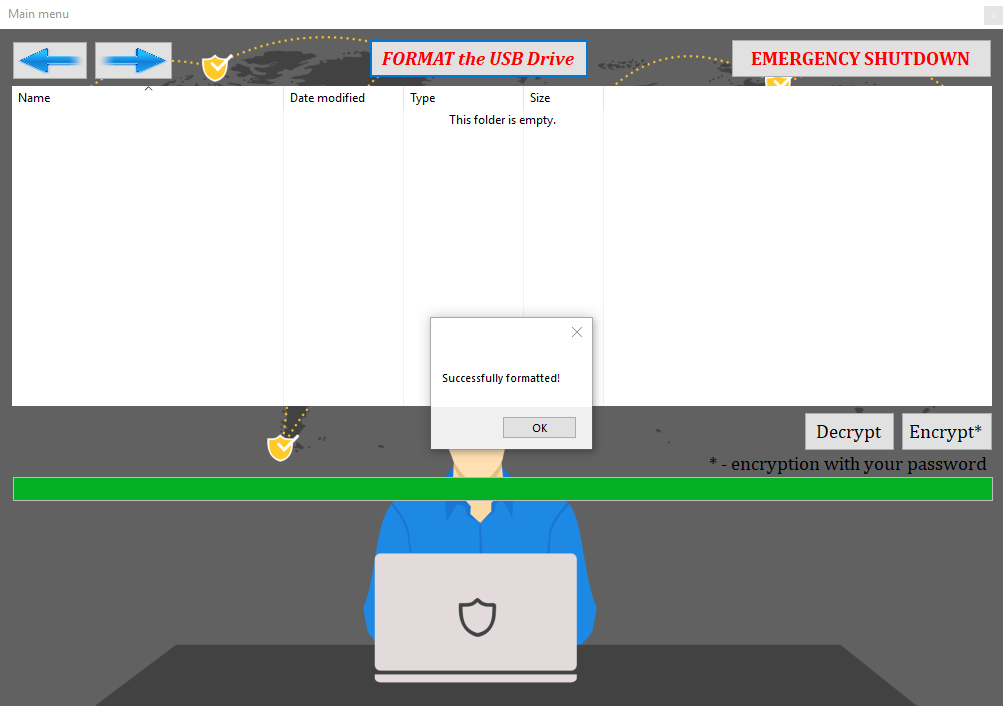 Main menu
FORMAT the USB Drive
EMERGENCY SHUTDOWN
Name Date modified Type Size
This folder is empty.
Successfully formatted!
OK
Decrypt Encrypt*
* - encryption with your password